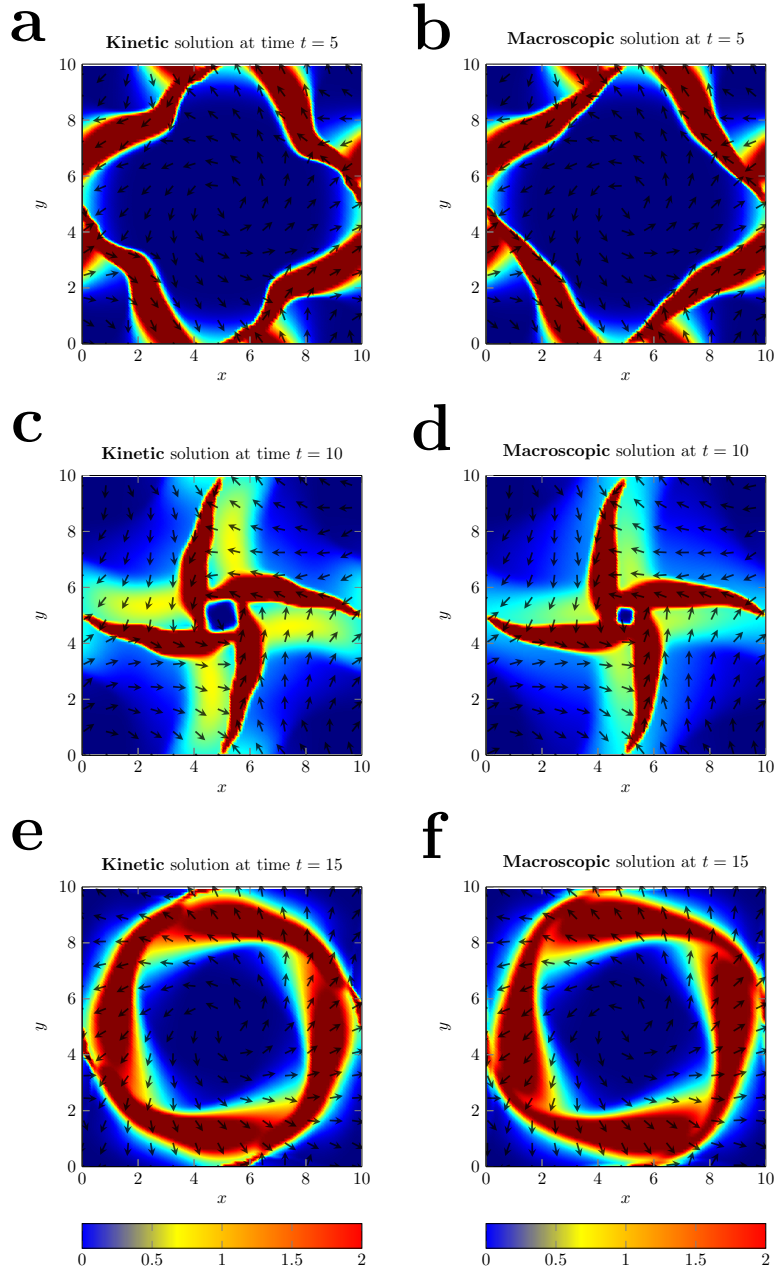 a
Kinetic solution at time t = 5
10
8
6
4
2
0
y
0 2 4 6 8 10
x
b
Macroscopic solution at t = 5
10
8
6
4
2
0
y
0 2 4 6 8 10
x
c
Kinetic solution at time t = 10
10
8
6
4
2
0
y
0 2 4 6 8 10
x
d
Macroscopic solution at t = 10
10
8
6
4
2
0
y
0 2 4 6 8 10
x
e
Kinetic solution at time t = 15
10
8
6
4
2
0
y
0 2 4 6 8 10
x
f
Macroscopic solution at t = 15
10
8
6
4
2
0
y
0 2 4 6 8 10
x
0 0.5 1 1.5 2
0 0.5 1 1.5 2